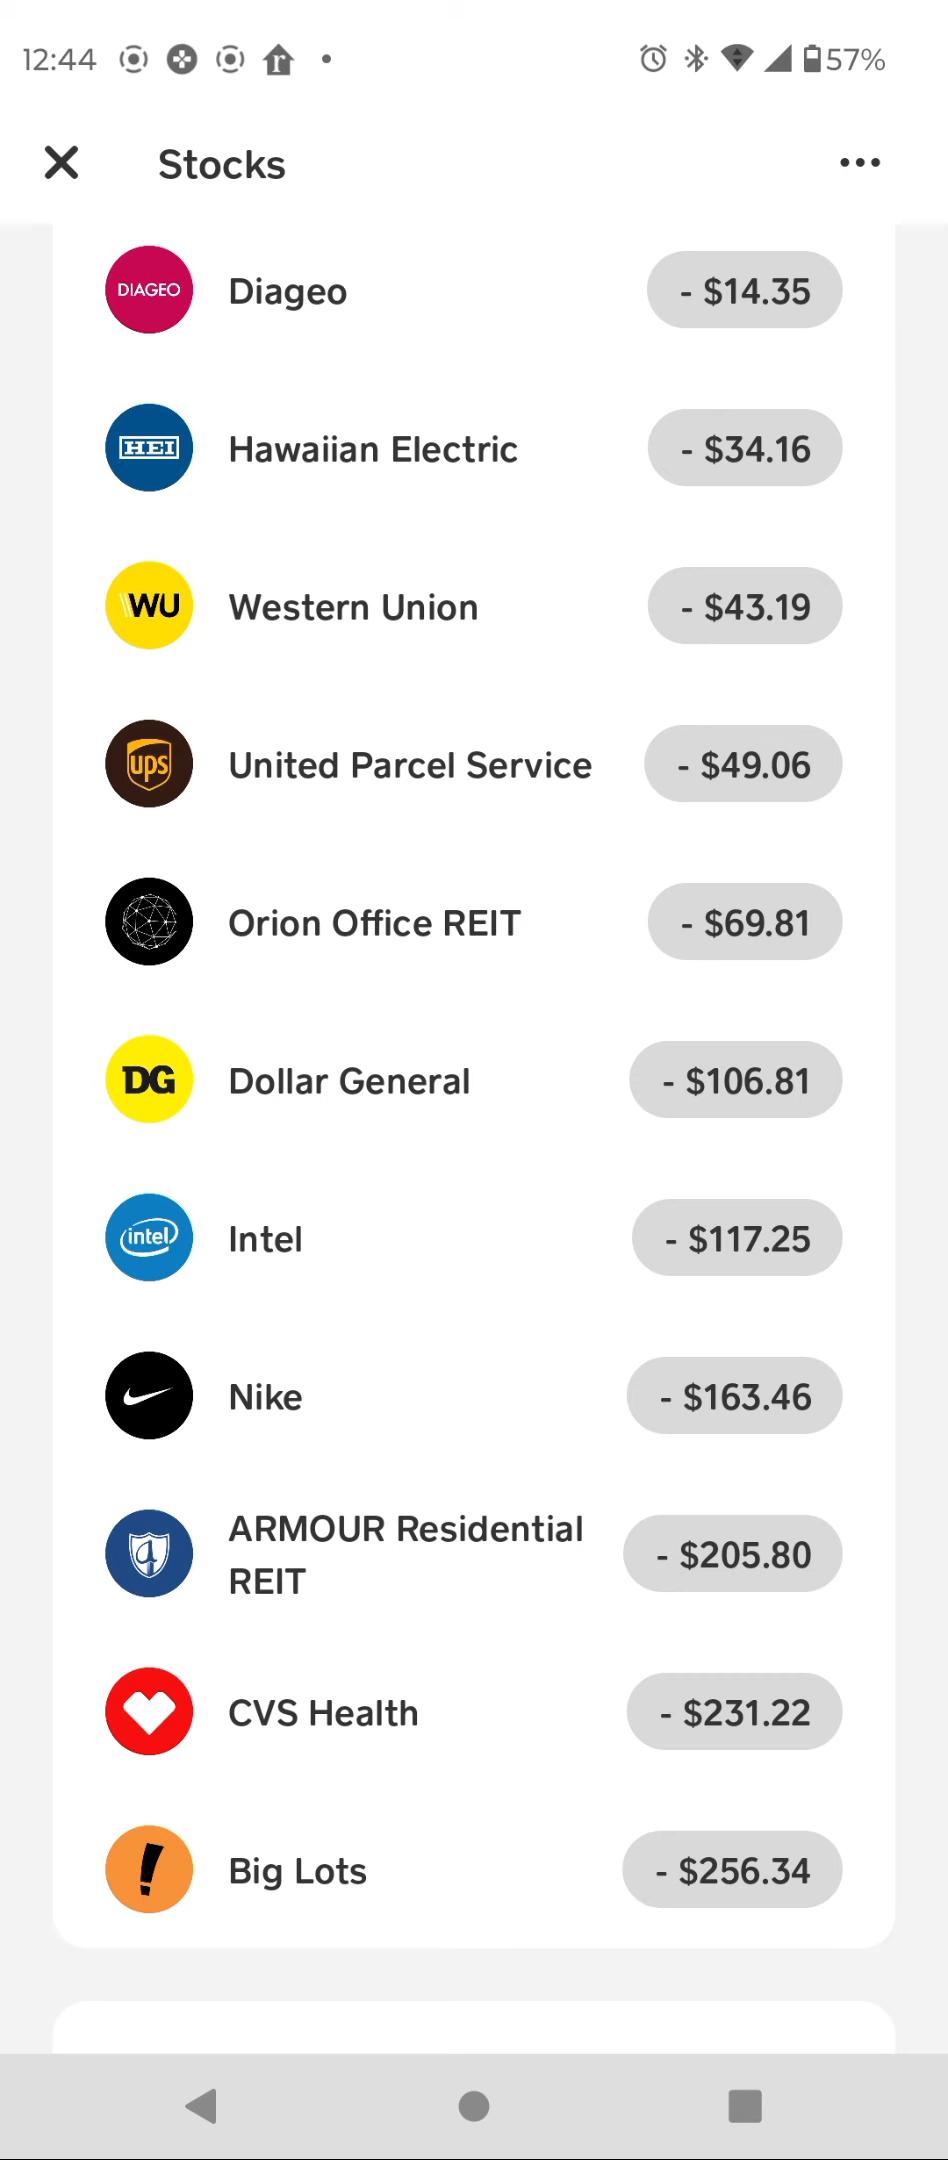 12:44
57%
Stocks
DIAGEO
Diageo
- $14.35
HEI
Hawaiian Electric
- $34.16
WU
Western Union
- $43.19
ups
United Parcel Service
- $49.06
Orion Office REIT
- $69.81
DG
Dollar General
- $106.81
intel
Intel
- $117.25
Nike
- $163.46
ARMOUR Residential
REIT
- $205.80
CVS Health
- $231.22
Big Lots
- $256.34